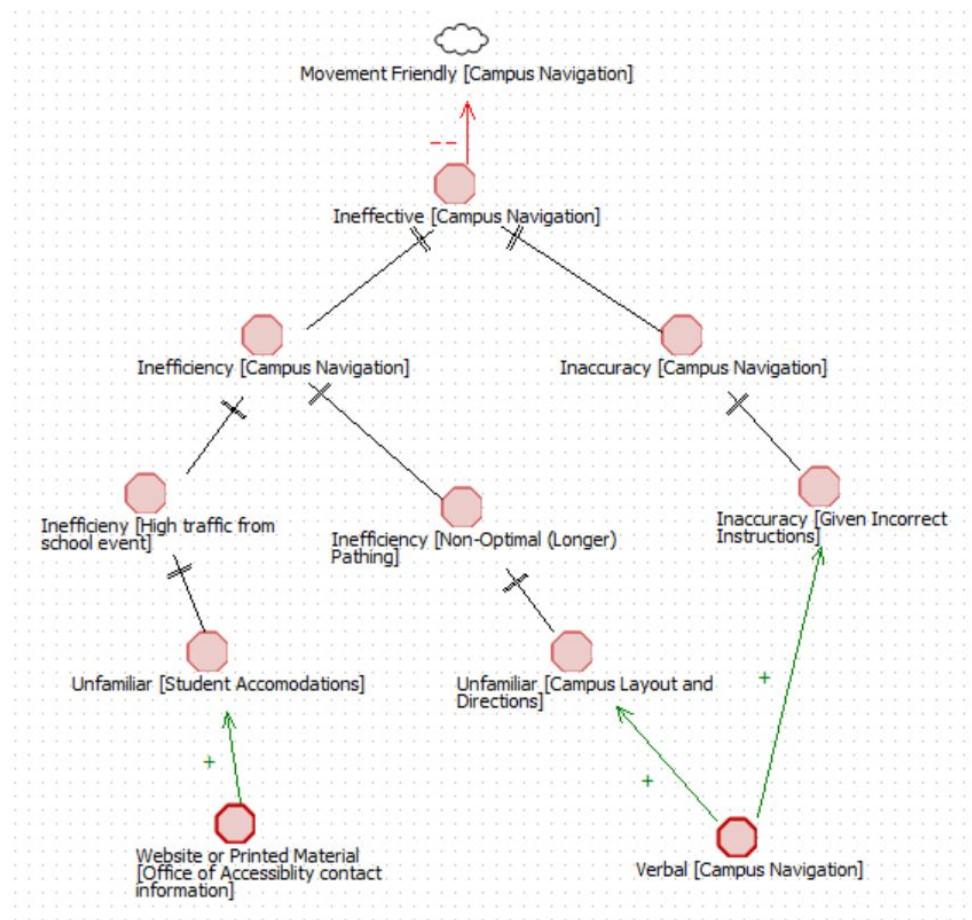 Movement Friendly [Campus Navigation]
--
Ineffective [Campus Navigation]
Inefficiency [Campus Navigation]
Inaccuracy [Campus Navigation]
Inefficieny [High traffic from
school event]
Inefficiency [Non-Optimal (Longer)
Pathing]
Inaccuracy [Given Incorrect
Instructions]
Unfamiliar [Student Accomodations]
Unfamiliar [Campus Layout and
Directions]
+
+
+
Website or Printed Material
[Office of Accessiblity contact
information]
Verbal [Campus Navigation]